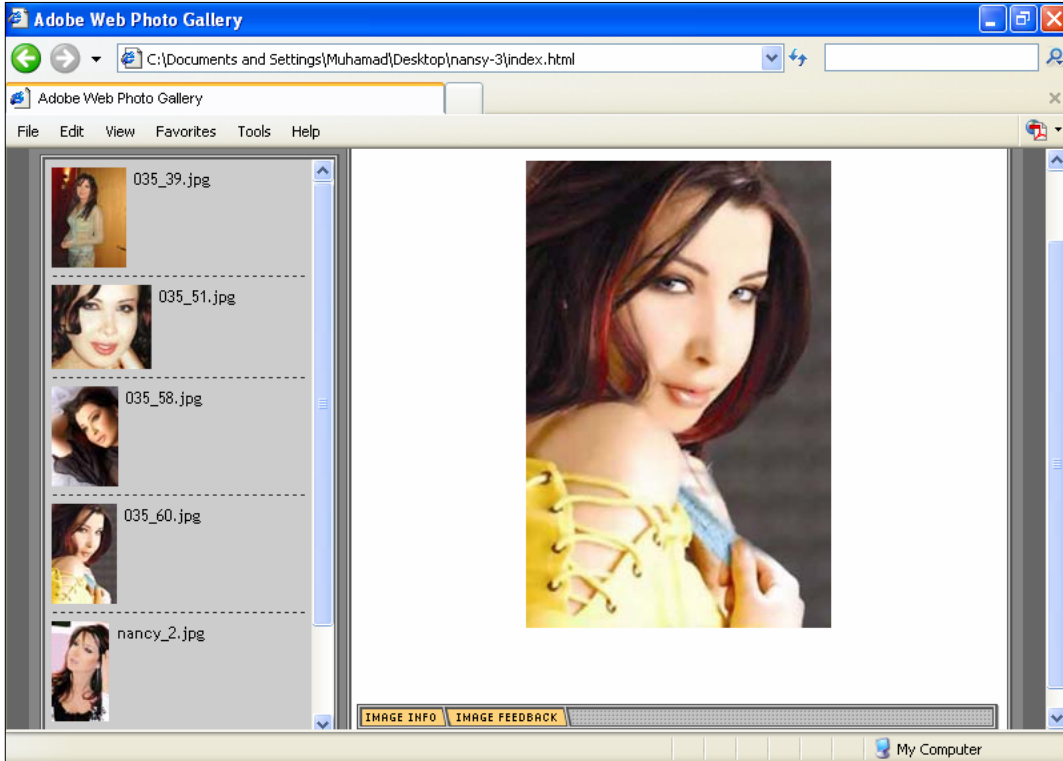 Adobe Web Photo Gallery
C:\Documents and Settings\Muhamad\Desktop\nansy-3\index.html
Adobe Web Photo Gallery
File Edit View Favorites Tools Help
035_39.jpg
035_51.jpg
035_58.jpg
035_60.jpg
nancy_2.jpg
IMAGE INFO IMAGE FEEDBACK
My Computer